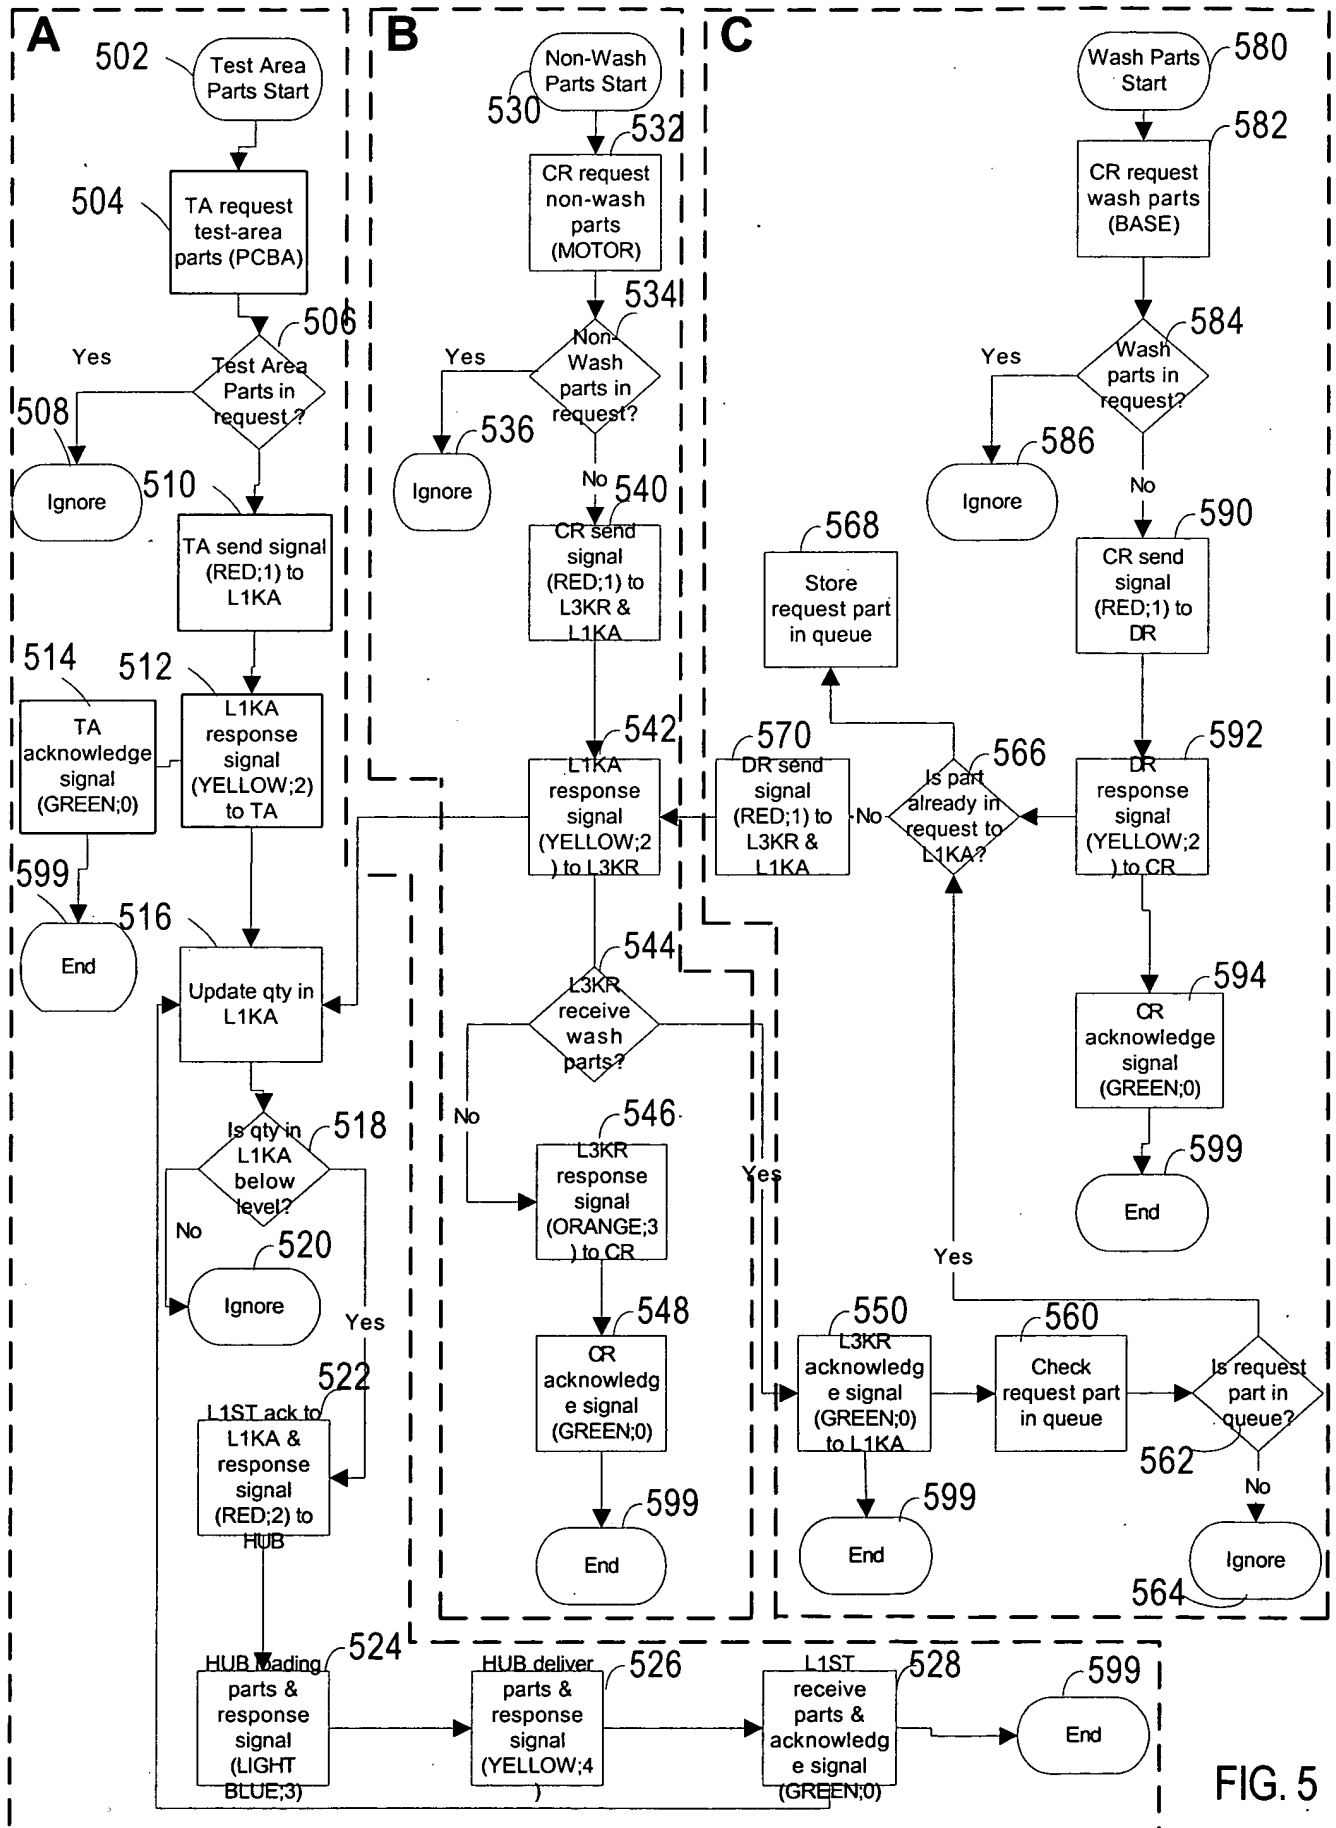 A
502
Test Area
Parts Start
504
TA request
test-area
parts (PCBA)
506
Yes
Test Area
Parts in
request ?
508
Ignore
510
TA send signal
(RED;1) to
L1KA
514
512
TA
acknowledge
signal
(GREEN;0)
L1KA
response
signal
(YELLOW;2)
to TA
599
End
516
Update qty in
L1KA
518
Is qty in
L1KA
below
level?
No
520
Ignore
Yes
522
L1ST ack to
L1KA &
response
signal
(RED;2) to
HUB
524
HUB loading
parts &
response
signal
(LIGHT
BLUE;3)
526
HUB deliver
parts &
response
signal
(YELLOW;4
)
528
L1ST
receive
parts &
acknowledg
e signal
(GREEN;0)
599
End
B
Non-Wash
Parts Start
530
532
CR request
non-wash
parts
(MOTOR)
534
Non-
Wash
parts in
request?
Yes
536
Ignore
No
540
CR send
signal
(RED;1) to
L3KR &
L1KA
542
L1KA
response
signal
(YELLOW;2
) to L3KR
544
L3KR
receive
wash
parts?
No
Yes
546
L3KR
response
signal
(ORANGE;3
) to CR
548
CR
acknowledg
e signal
(GREEN;0)
599
End
C
Wash Parts
Start
580
582
CR request
wash parts
(BASE)
584
Wash
parts in
request?
Yes
586
Ignore
No
590
CR send
signal
(RED;1) to
DR
568
Store
request part
in queue
570
DR send
signal
(RED;1) to
L3KR &
L1KA
No
566
Is part
already in
request to
L1KA?
592
DR
response
signal
(YELLOW;2
) to CR
594
CR
acknowledge
signal
(GREEN;0)
599
End
Yes
550
L3KR
acknowledg
e signal
(GREEN;0)
to L1KA
560
Check
request part
in queue
Is request
part in
queue?
562
No
599
End
Ignore
564
FIG. 5